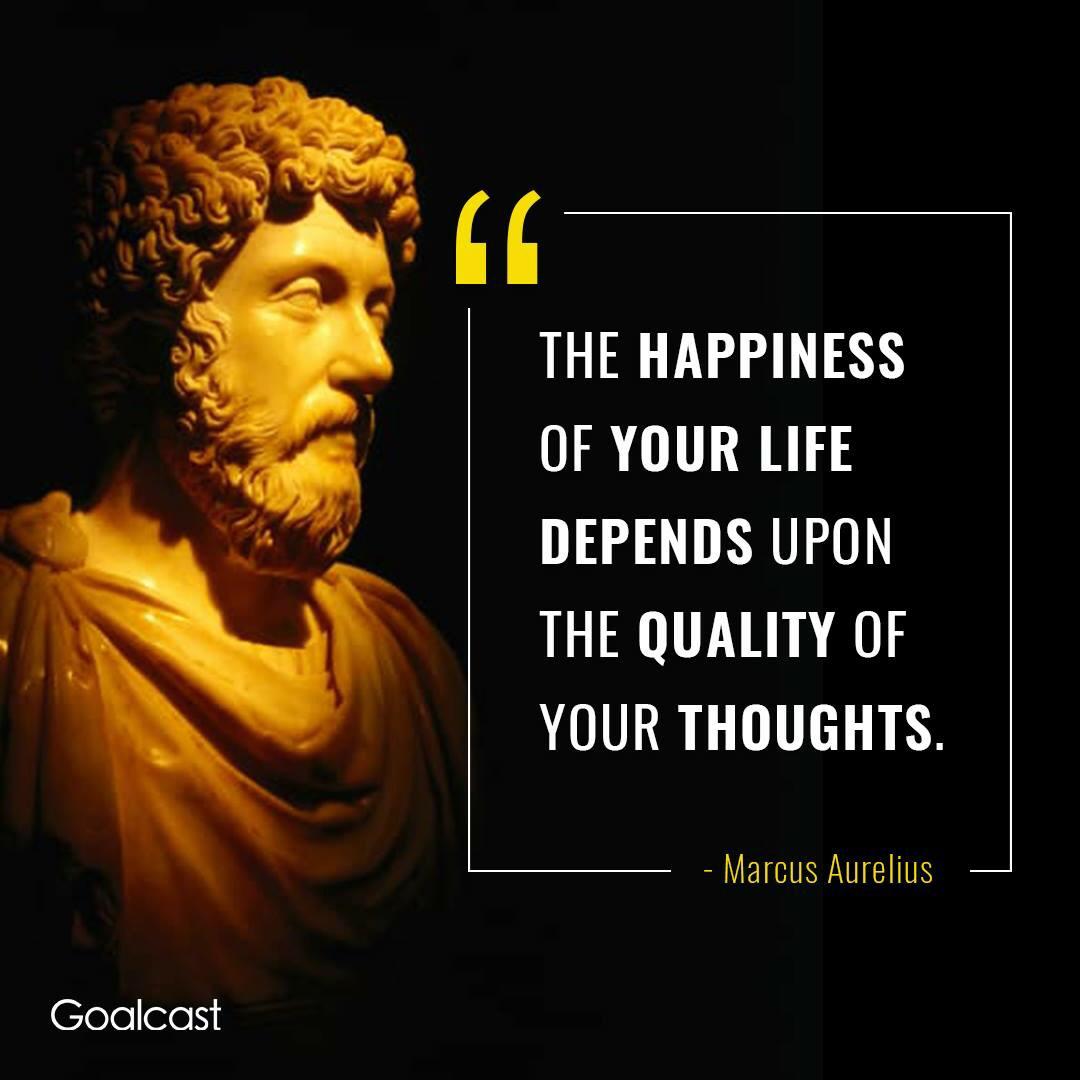 “
THE HAPPINESS
OF YOUR LIFE
DEPENDS UPON
THE QUALITY OF
YOUR THOUGHTS.
- Marcus Aurelius
Goalcast